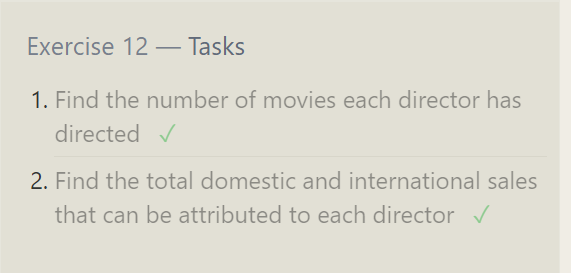 Exercise 12 — Tasks
1. Find the number of movies each director has
directed ✓
2. Find the total domestic and international sales
that can be attributed to each director ✓